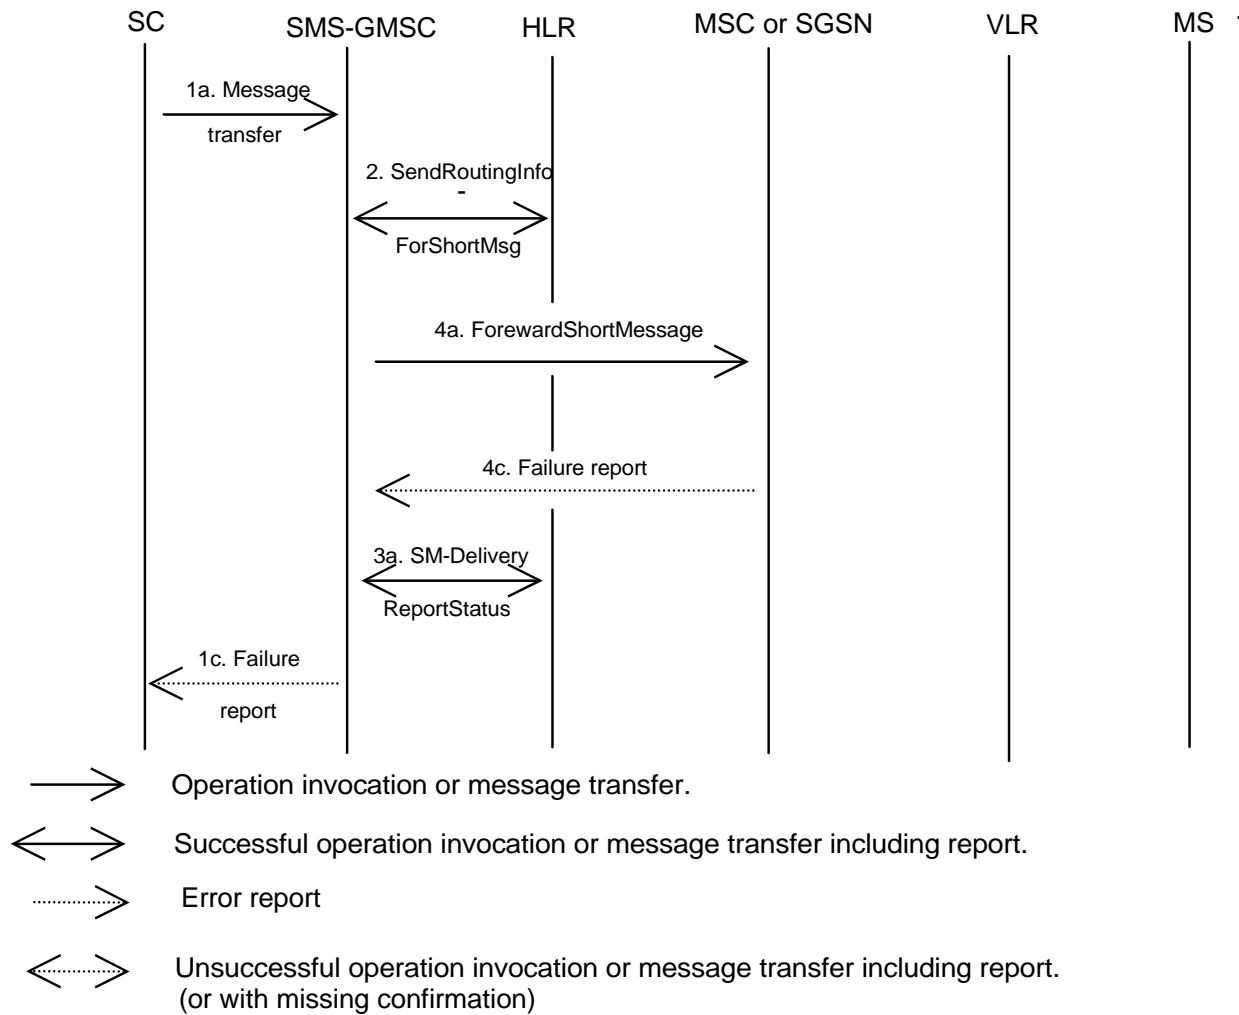 SC SMS-GMSC HLR MSC or SGSN VLR MS
1a. Message
transfer
2. SendRoutingInfo
-
ForShortMsg
4a. ForewardShortMessage
4c. Failure report
3a. SM-Delivery
ReportStatus
1c. Failure
report
Operation invocation or message transfer.
Successful operation invocation or message transfer including report.
Error report
Unsuccessful operation invocation or message transfer including report.
(or with missing confirmation)